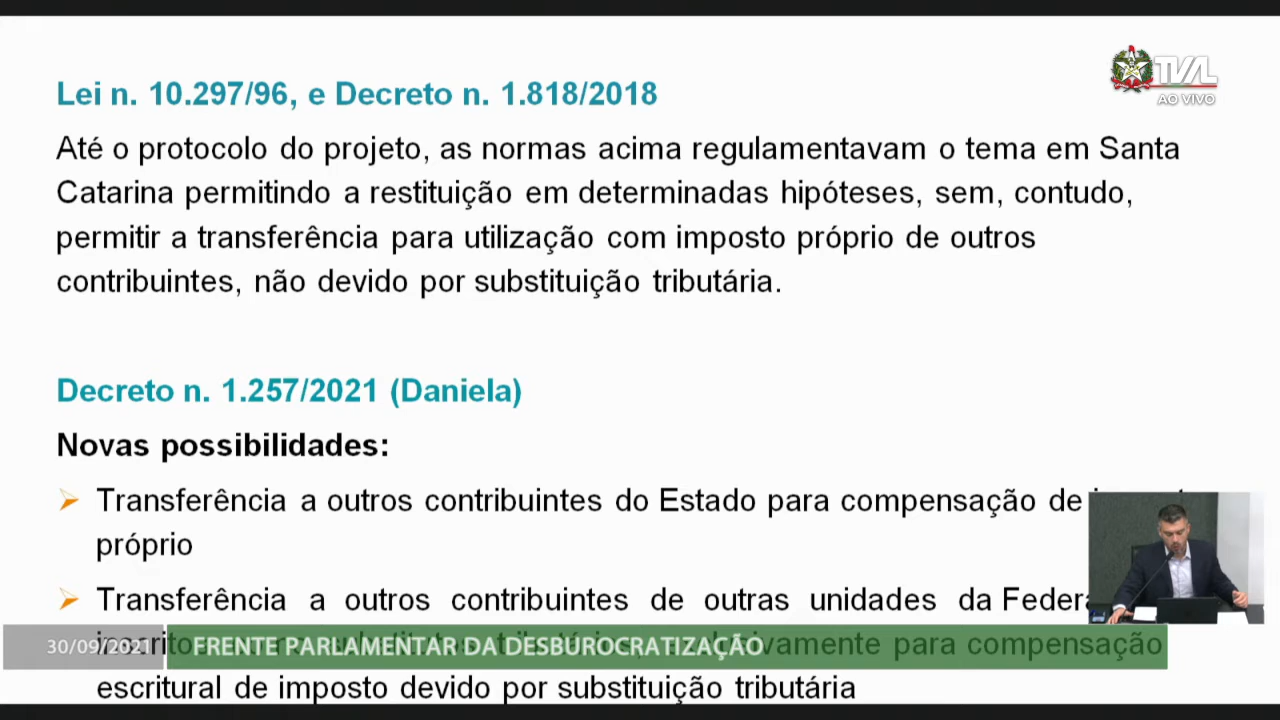 Lei n. 10.297/96, e Decreto n. 1.818/2018
TVAL
AO VIVO
Até o protocolo do projeto, as normas acima regulamentavam o tema em Santa
Catarina permitindo a restituição em determinadas hipóteses, sem, contudo,
permitir a transferência para utilização com imposto próprio de outros
contribuintes, não devido por substituição tributária.
Decreto n. 1.257/2021 (Daniela)
Novas possibilidades:
Transferência a outros contribuintes do Estado para compensação de
próprio
Transferência a outros contribuintes de outras unidades da
para compensação
30/09/2021 FRENTE PARLAMENTAR DA DESBUROCRATIZAÇÃO
escritural de imposto devido por substituição tributária